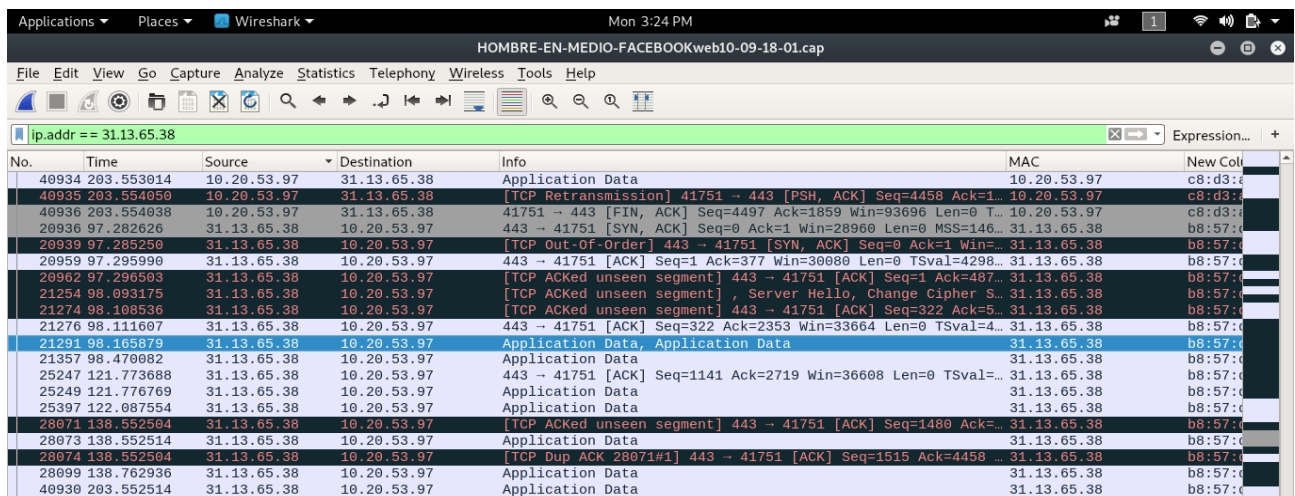 Applications ▾ Places ▾ Wireshark ▾ Mon 3:24 PM 1
HOMBRE-EN-MEDIO-FACEBOOKweb10-09-18-01.cap
File Edit View Go Capture Analyze Statistics Telephony Wireless Tools Help
ip.addr == 31.13.65.38 Expression... +
No. Time Source Destination Info MAC New Colu
40934 203.553014 10.20.53.97 31.13.65.38 Application Data 10.20.53.97 c8:d3:a
40935 203.554050 10.20.53.97 31.13.65.38 [TCP Retransmission] 41751 → 443 [PSH, ACK] Seq=4458 Ack=1… 10.20.53.97 c8:d3:a
40936 203.554038 10.20.53.97 31.13.65.38 41751 → 443 [FIN, ACK] Seq=4497 Ack=1859 Win=93696 Len=0 T… 10.20.53.97 c8:d3:a
20936 97.282626 31.13.65.38 10.20.53.97 443 → 41751 [SYN, ACK] Seq=0 Ack=1 Win=28960 Len=0 MSS=146… 31.13.65.38 b8:57:d
20939 97.285250 31.13.65.38 10.20.53.97 [TCP Out-Of-Order] 443 → 41751 [SYN, ACK] Seq=0 Ack=1 Win=… 31.13.65.38 b8:57:d
20959 97.295990 31.13.65.38 10.20.53.97 443 → 41751 [ACK] Seq=1 Ack=377 Win=30080 Len=0 TSval=4298… 31.13.65.38 b8:57:d
20962 97.296503 31.13.65.38 10.20.53.97 [TCP ACKed unseen segment] 443 → 41751 [ACK] Seq=1 Ack=487… 31.13.65.38 b8:57:d
21254 98.093175 31.13.65.38 10.20.53.97 [TCP ACKed unseen segment] , Server Hello, Change Cipher S… 31.13.65.38 b8:57:d
21274 98.108536 31.13.65.38 10.20.53.97 [TCP ACKed unseen segment] 443 → 41751 [ACK] Seq=322 Ack=5… 31.13.65.38 b8:57:d
21276 98.111607 31.13.65.38 10.20.53.97 443 → 41751 [ACK] Seq=322 Ack=2353 Win=33664 Len=0 TSval=4… 31.13.65.38 b8:57:d
21291 98.165879 31.13.65.38 10.20.53.97 Application Data, Application Data 31.13.65.38 b8:57:d
21357 98.470082 31.13.65.38 10.20.53.97 Application Data 31.13.65.38 b8:57:d
25247 121.773688 31.13.65.38 10.20.53.97 443 → 41751 [ACK] Seq=1141 Ack=2719 Win=36608 Len=0 TSval=… 31.13.65.38 b8:57:d
25249 121.776769 31.13.65.38 10.20.53.97 Application Data 31.13.65.38 b8:57:d
25397 122.087554 31.13.65.38 10.20.53.97 Application Data 31.13.65.38 b8:57:d
28071 138.552504 31.13.65.38 10.20.53.97 [TCP ACKed unseen segment] 443 → 41751 [ACK] Seq=1480 Ack=… 31.13.65.38 b8:57:d
28073 138.552514 31.13.65.38 10.20.53.97 Application Data 31.13.65.38 b8:57:d
28074 138.552504 31.13.65.38 10.20.53.97 [TCP Dup ACK 28071#1] 443 → 41751 [ACK] Seq=1515 Ack=4458 … 31.13.65.38 b8:57:d
28099 138.762936 31.13.65.38 10.20.53.97 Application Data 31.13.65.38 b8:57:d
40930 203.552514 31.13.65.38 10.20.53.97 Application Data 31.13.65.38 b8:57:d